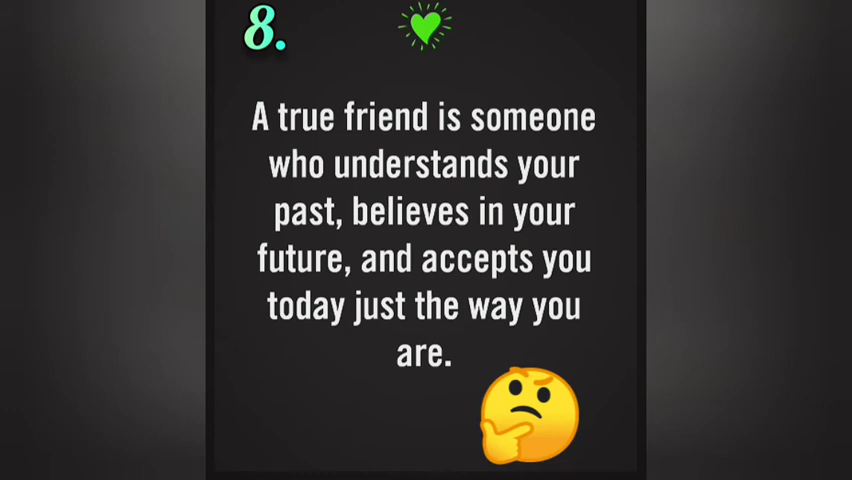 8.
A true friend is someone
who understands your
past, believes in your
future, and accepts you
today just the way you
are.